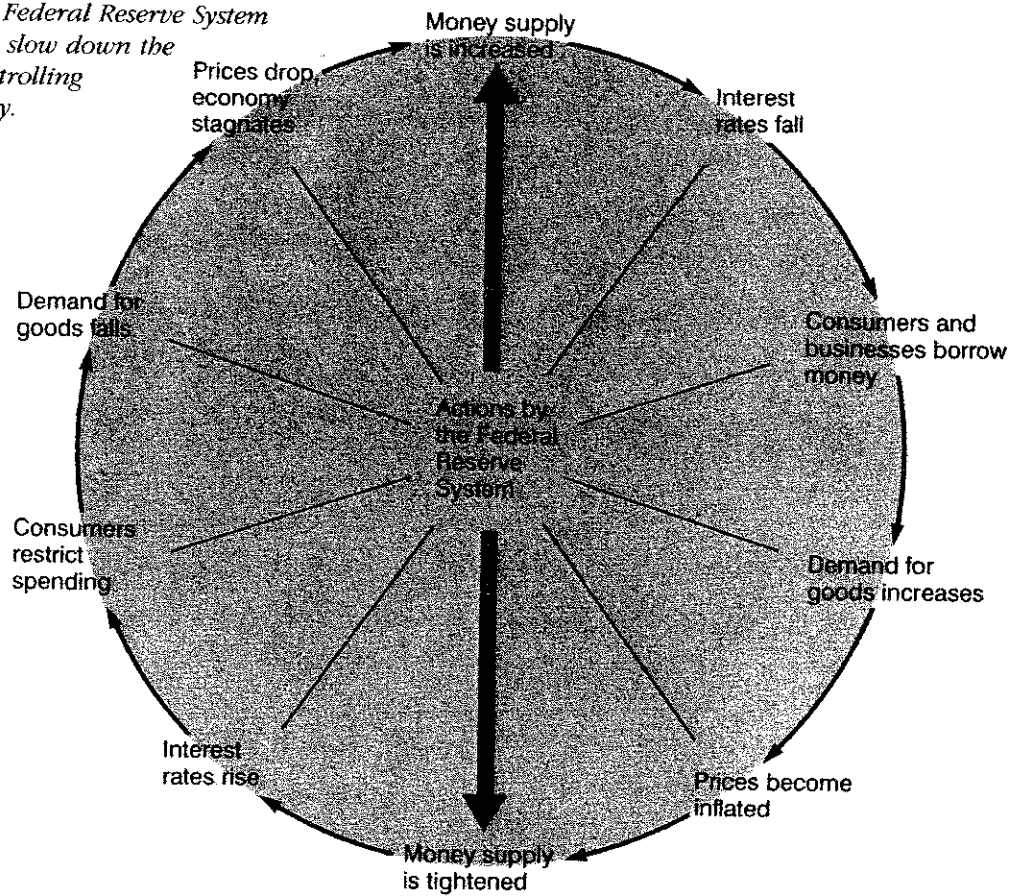 Federal Reserve System
slow down the
trolling
y.
Money supply
is increased
Interest
rates fall
Consumers and
businesses borrow
money
Demand for
goods increases
Prices become
inflated
Money supply
is tightened
Interest
rates rise
Consumers
restrict
spending
Demand for
goods falls
Prices drop,
economy
stagnates
Actions by
the Federal
Reserve
System